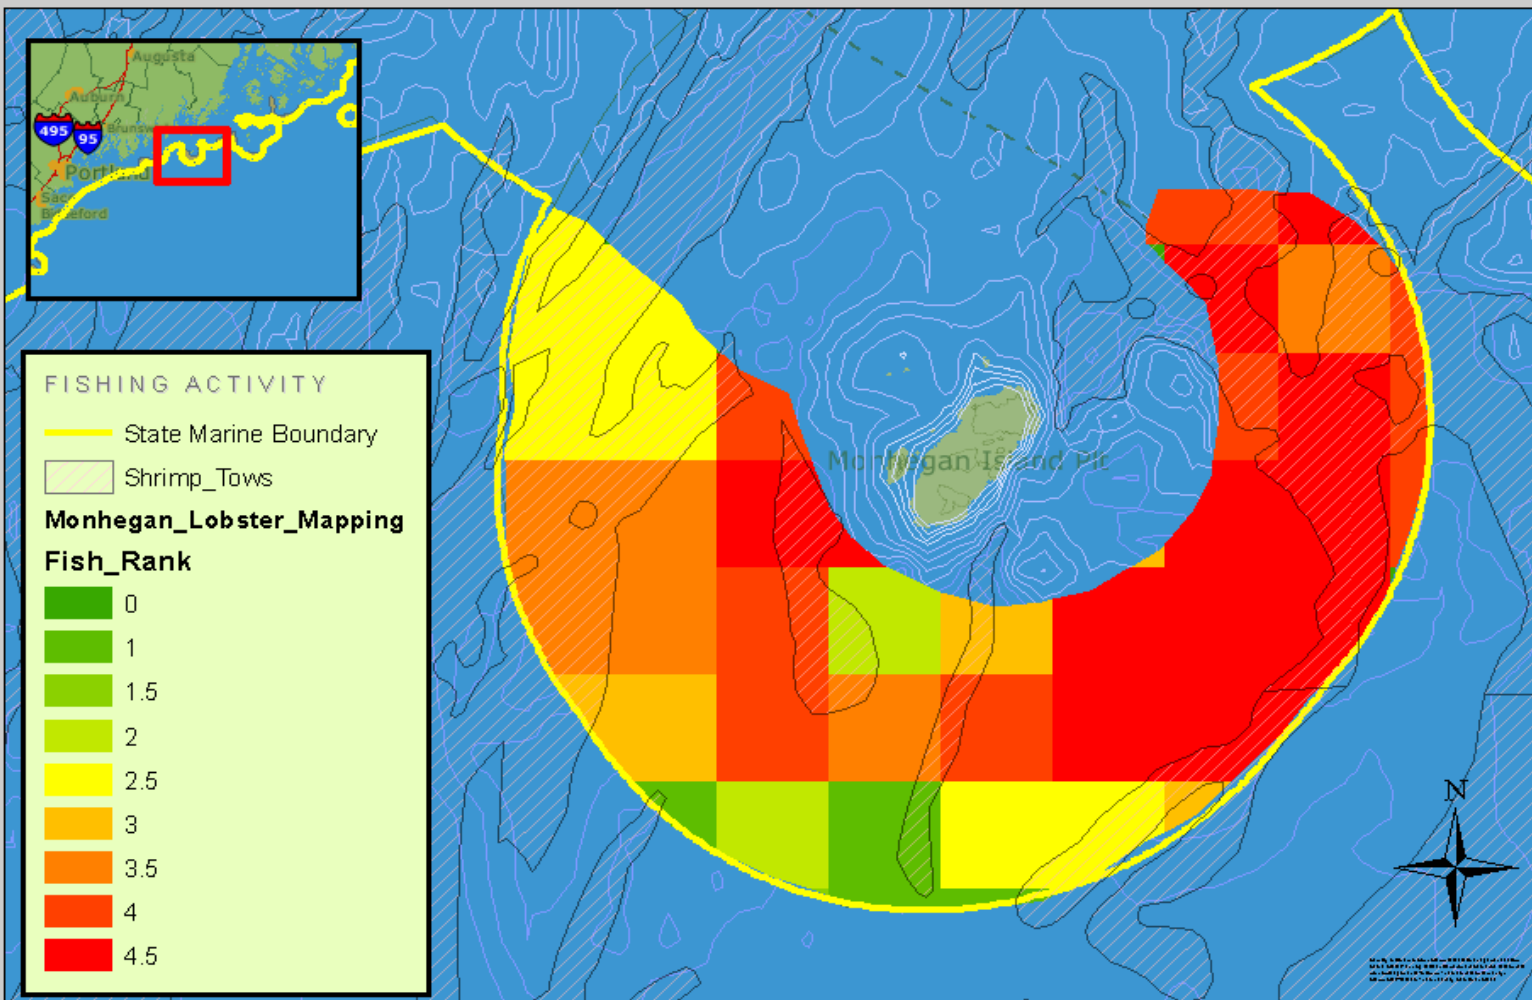 Augusta
Auburn
495
95
Portland
FISHING ACTIVITY
State Marine Boundary
Shrimp_Tows
Monhegan_Lobster_Mapping
Fish_Rank
0
1
1.5
2
2.5
3
3.5
4
4.5
Monhegan Island Plt
N